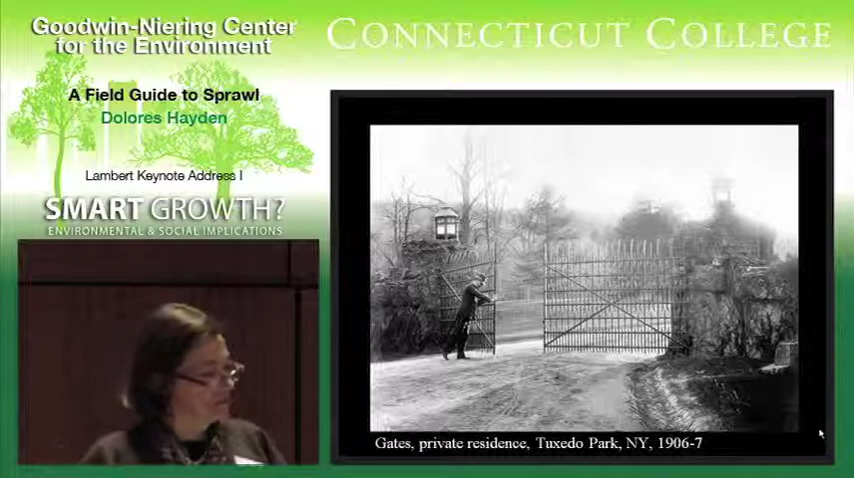 Goodwin-Niering Center
for the Environment
CONNECTICUT COLLEGE
A Field Guide to Sprawl
Dolores Hayden
Lambert Keynote Address I
SMART GROWTH?
ENVIRONMENTAL & SOCIAL IMPLICATIONS
Gates, private residence, Tuxedo Park, NY, 1906-7